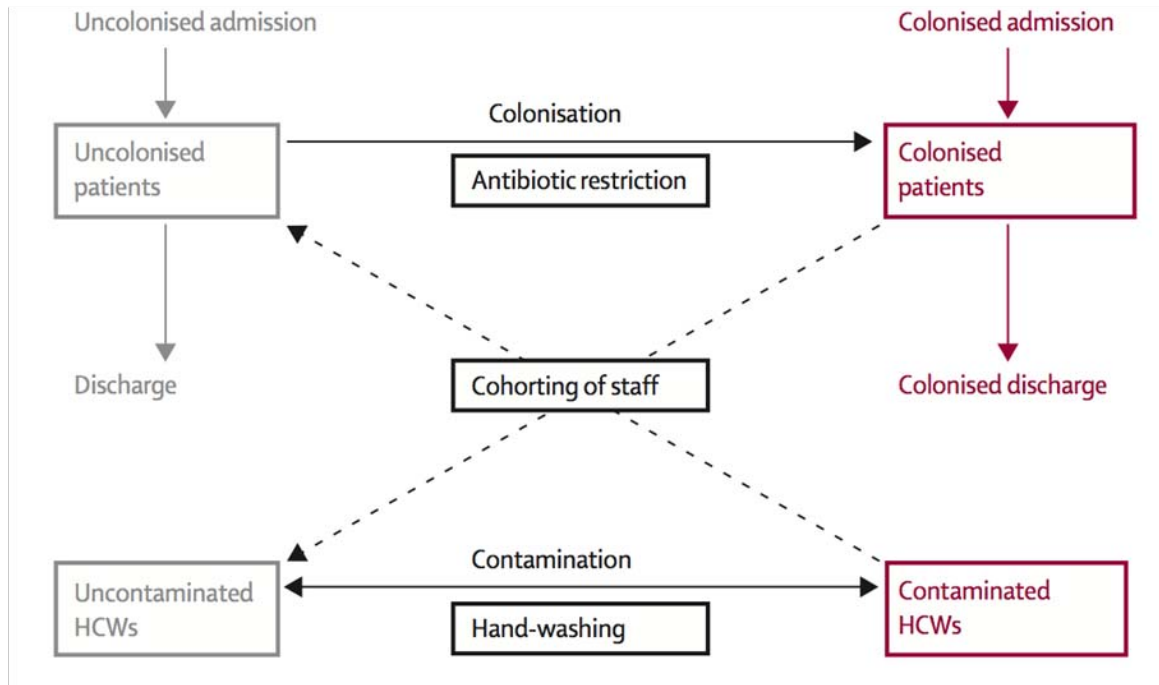 Uncolonised admission
Colonised admission
Colonisation
Uncolonised
patients
Antibiotic restriction
Colonised
patients
Discharge
Cohorting of staff
Colonised discharge
Contamination
Uncontaminated
HCWs
Hand-washing
Contaminated
HCWs